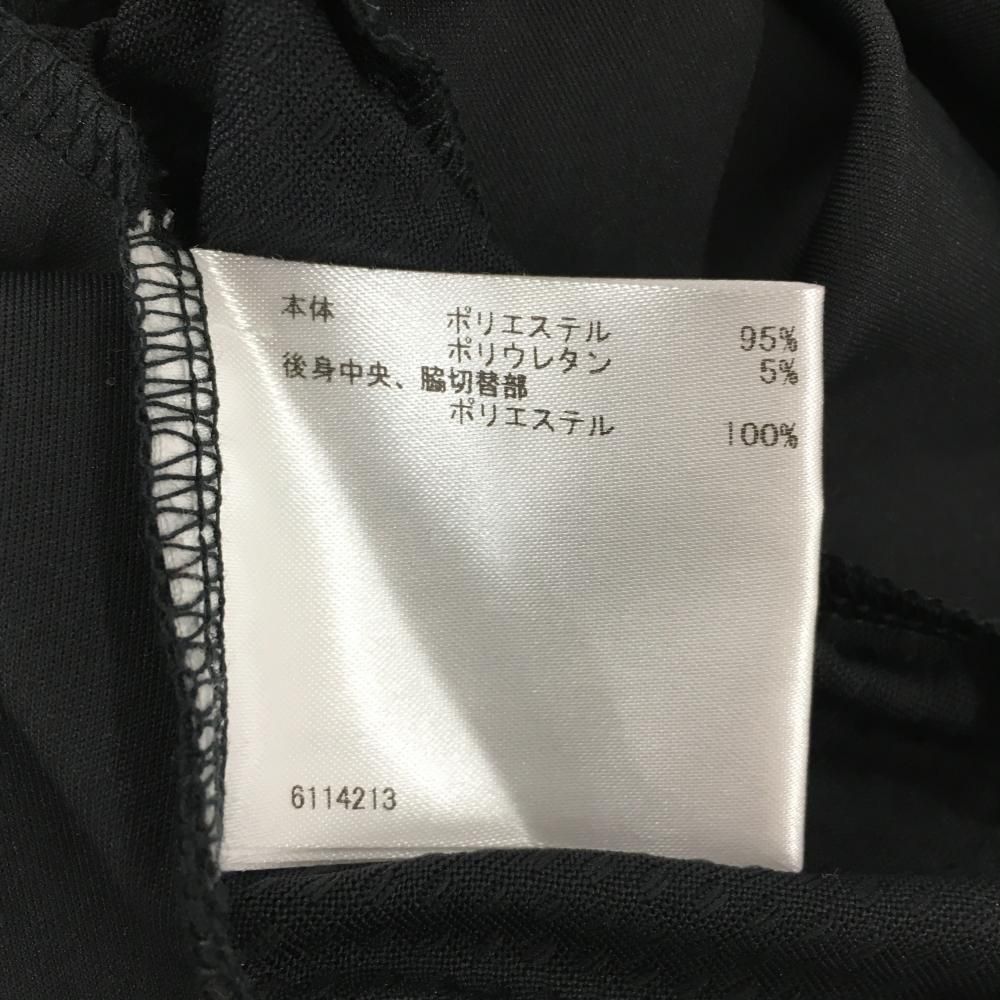 本体 ポリエステル 95%
ポリウレタン 5%
後身中央、脇切替部
ポリエステル 100%
6114213